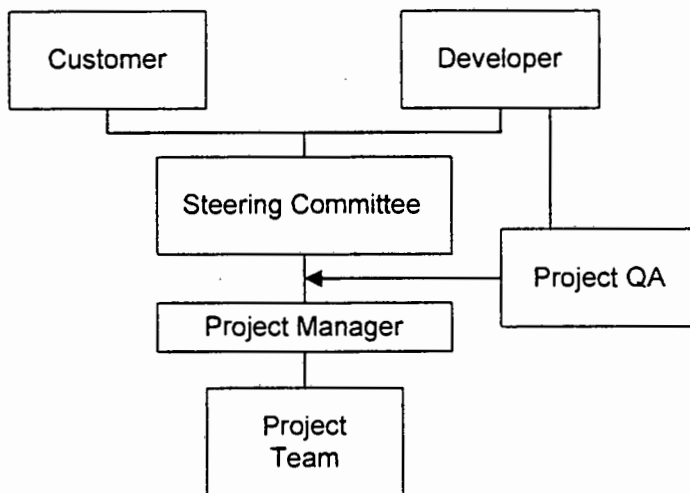 Customer
Developer
Steering Committee
Project QA
Project Manager
Project
Team